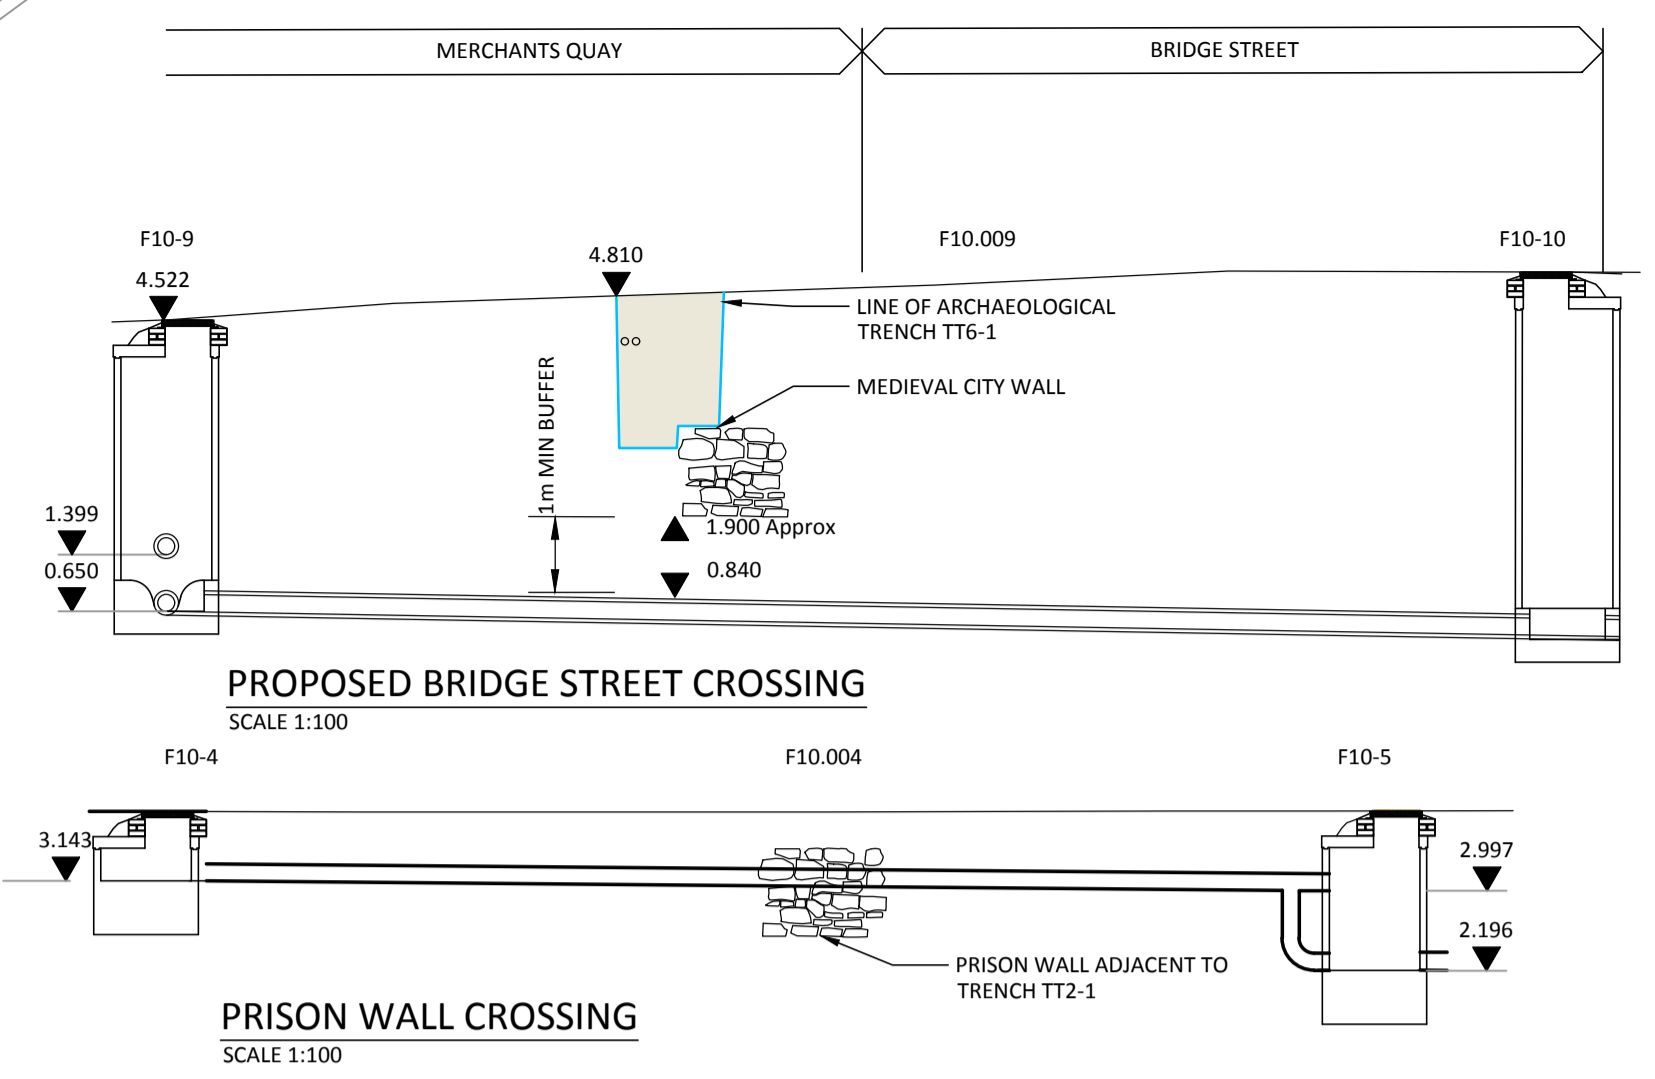 MERCHANTS QUAY
BRIDGE STREET
F10-9
F10.009
F10-10
4.522
4.810
LINE OF ARCHAEOLOGICAL
TRENCH TT6-1
MEDIEVAL CITY WALL
1m MIN BUFFER
1.399
1.900 Approx
0.650
0.840
PROPOSED BRIDGE STREET CROSSING
SCALE 1:100
F10-4
F10.004
F10-5
3.143
2.997
2.196
PRISON WALL ADJACENT TO
TRENCH TT2-1
PRISON WALL CROSSING
SCALE 1:100